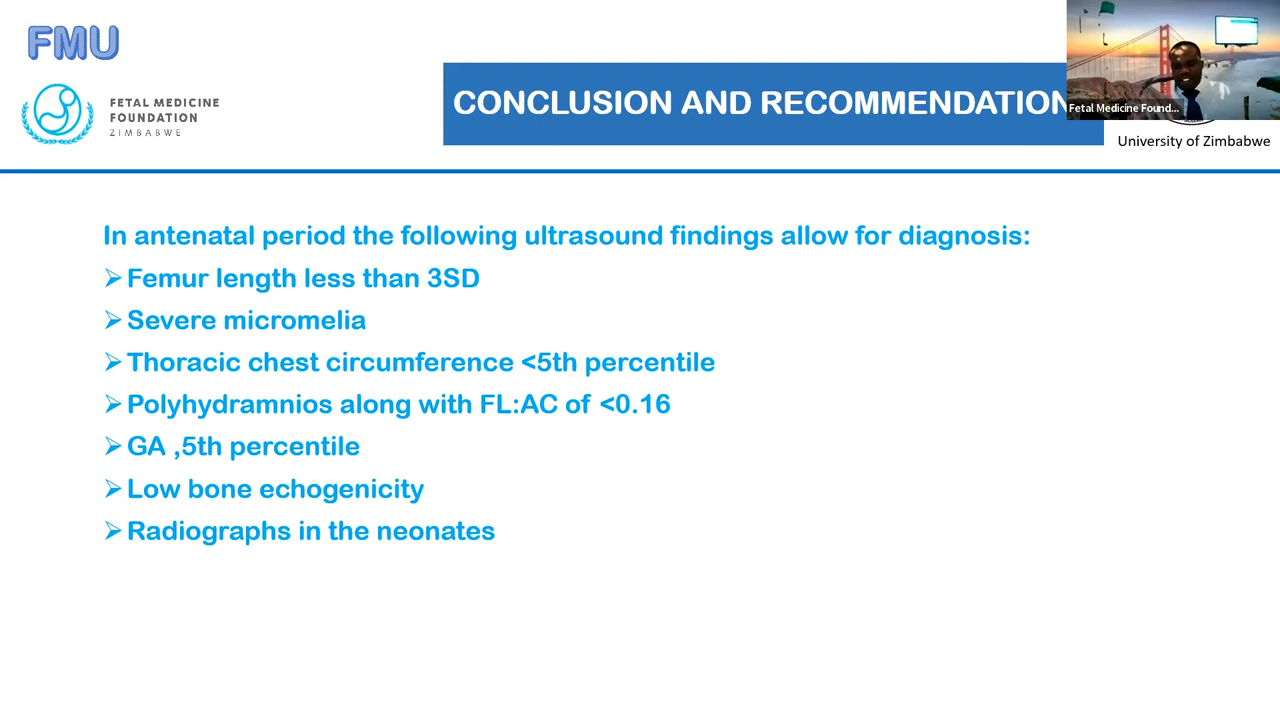 FMU
FETAL MEDICINE
FOUNDATION
ZIMBABWE
CONCLUSION AND RECOMMENDATION
Fetal Medicine Found...
University of Zimbabwe
In antenatal period the following ultrasound findings allow for diagnosis:
Femur length less than 3SD
Severe micromelia
Thoracic chest circumference <5th percentile
Polyhydramnios along with FL:AC of <0.16
GA ,5th percentile
Low bone echogenicity
Radiographs in the neonates